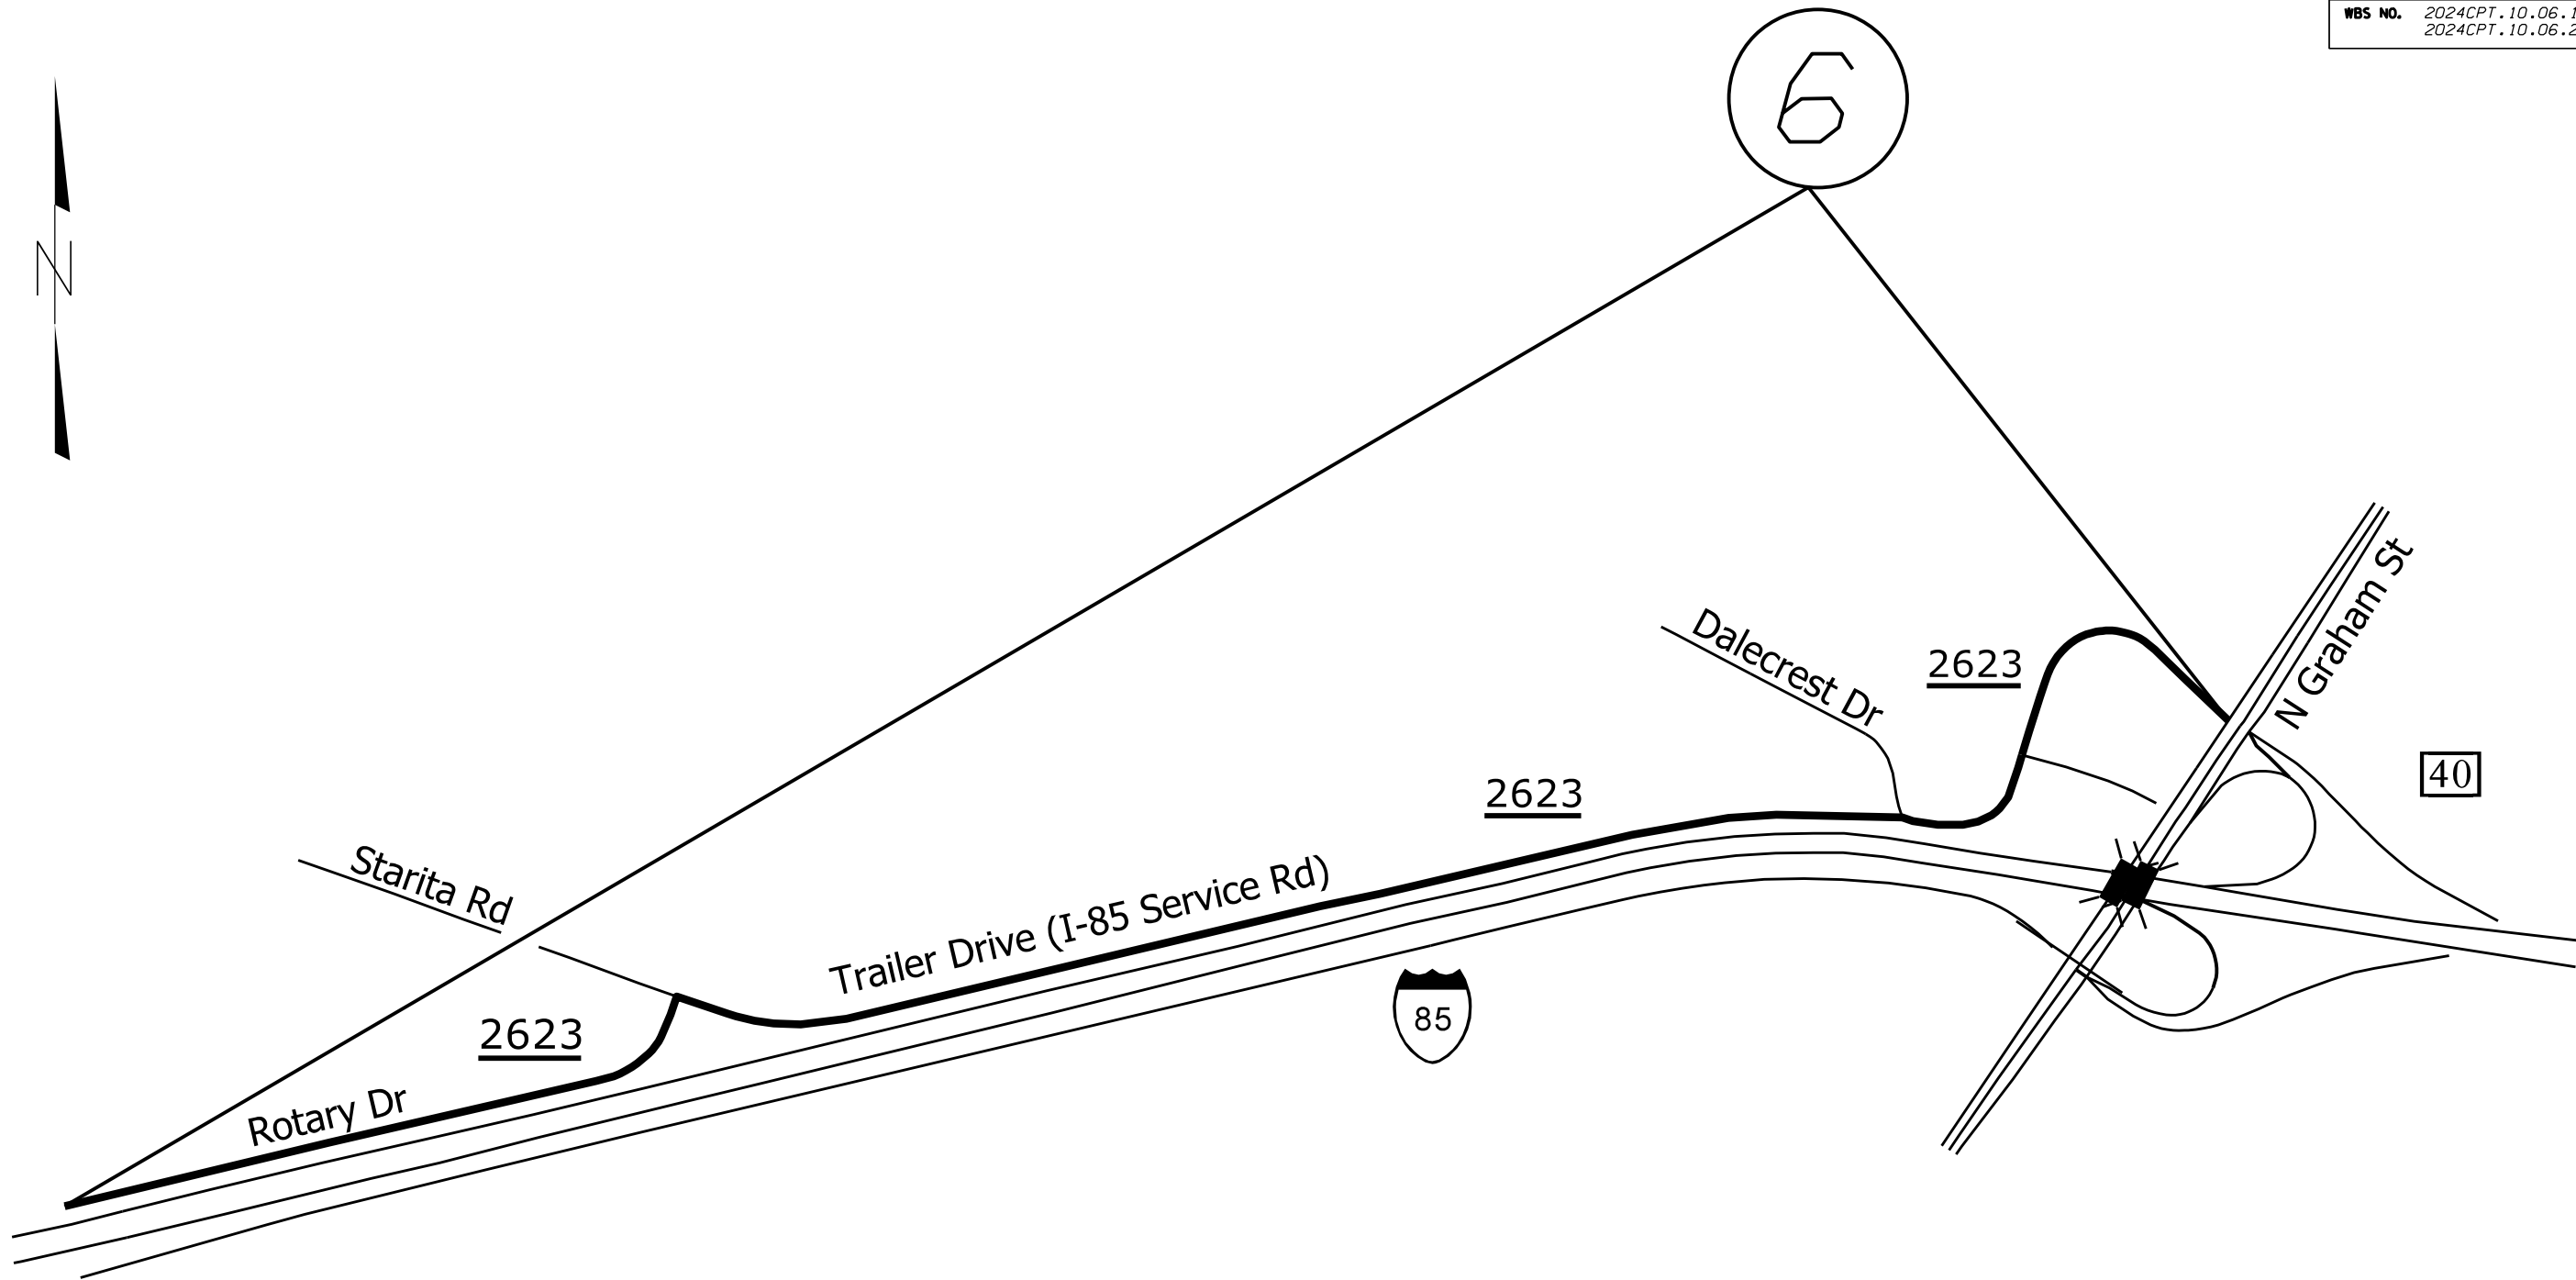 WBS NO. 2024CPT.10.06.1
2024CPT.10.06.2
6
N
N Graham St
Dalecrest Dr
2623
40
2623
Starita Rd
Trailer Drive (I-85 Service Rd)
85
2623
Rotary Dr